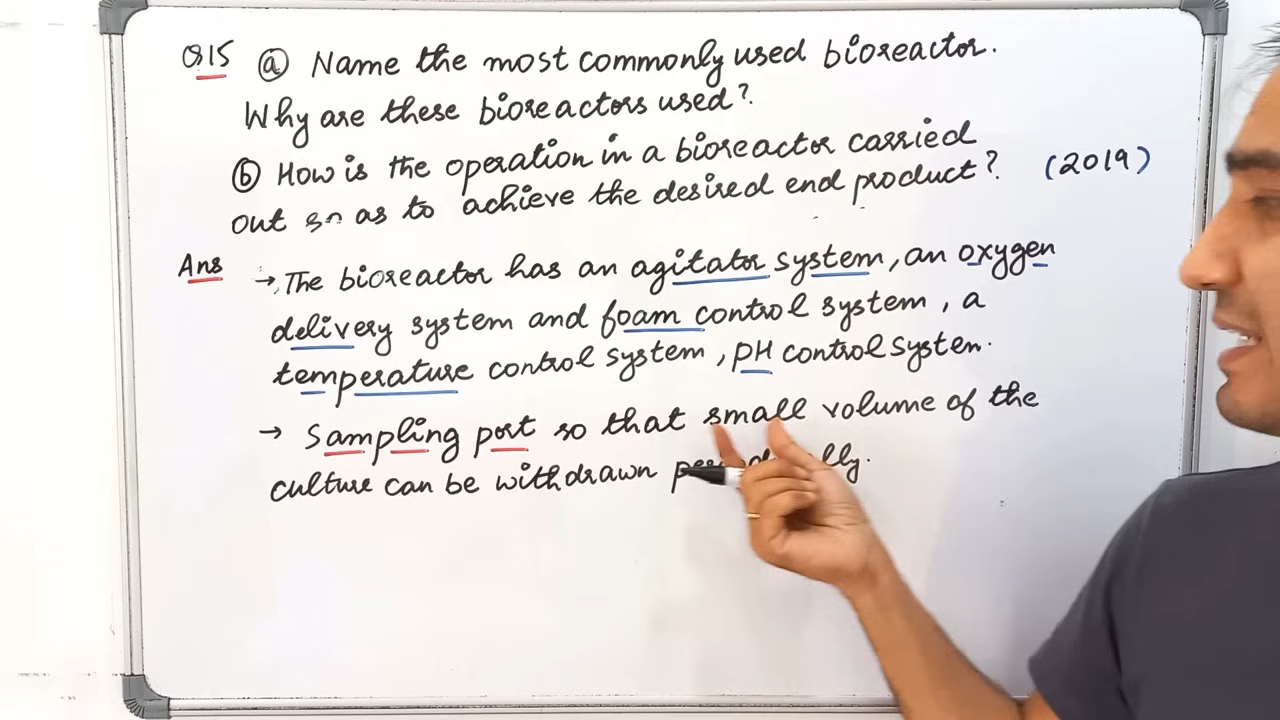 Q.15 (a) Name the most commonly used bioreactor.
Why are these bioreactors used?
(b) How is the operation in a bioreactor carried
out so as to achieve the desired end product? (2019)
Ans → The bioreactor has an agitator system, an oxygen
delivery system and foam control system, a
temperature control system, pH control system.
→ Sampling port so that small volume of the
culture can be withdrawn